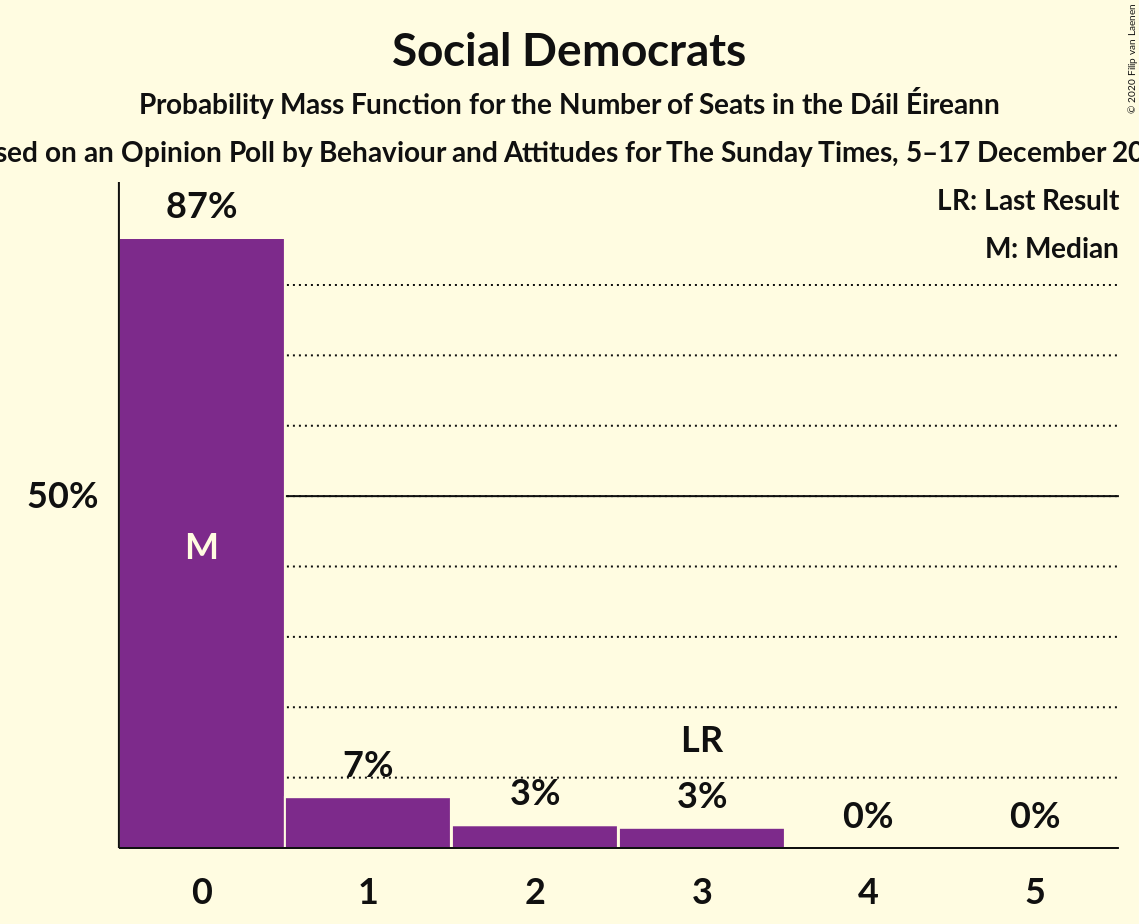 Social Democrats
Probability Mass Function for the Number of Seats in the Dáil Éireann
sed on an Opinion Poll by Behaviour and Attitudes for The Sunday Times, 5–17 December 20
© 2020 Filip van Laenen
LR: Last Result
M: Median
87%
50%
M
LR
7%
3%
3%
0%
0%
0
1
2
3
4
5